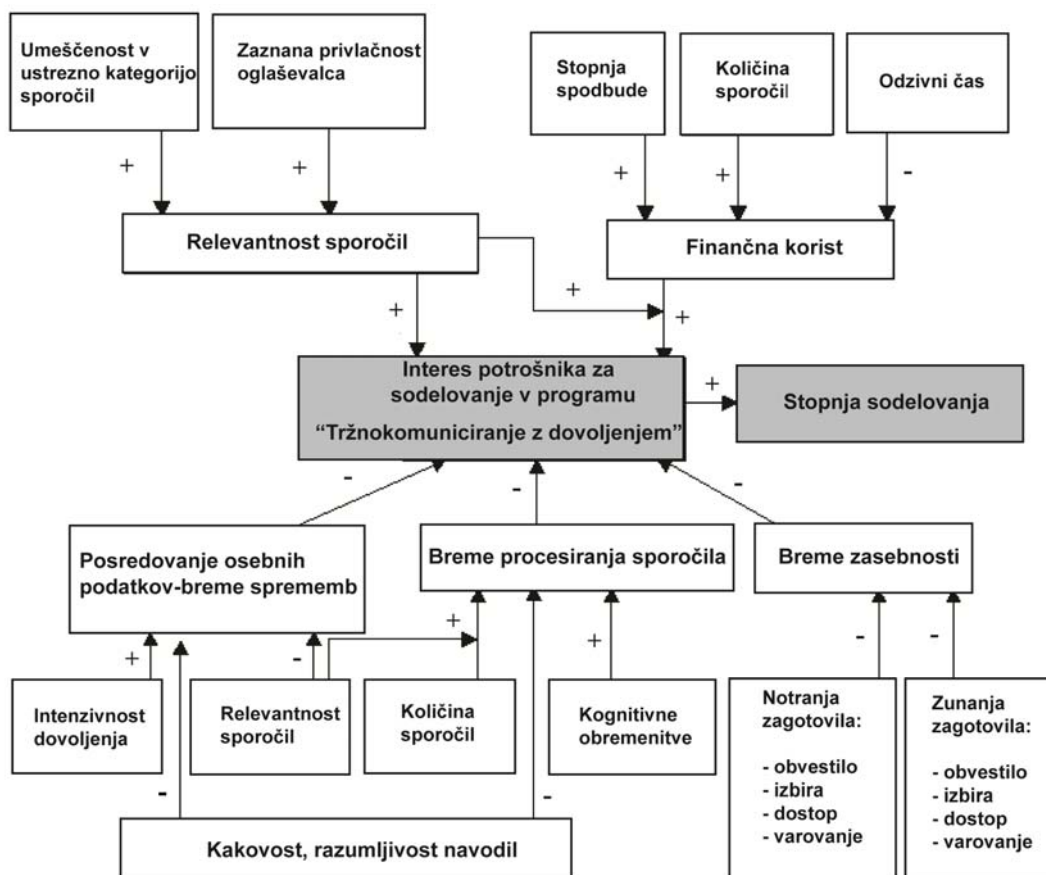 Umeščenost v
ustrezno kategorijo
sporočil
Zaznana privlačnost
oglaševalca
Stopnja
spodbude
Količina
sporočil
Odzivni čas
+
+
+
+
-
Relevantnost sporočil
Finančna korist
+
+
+
Interes potrošnika za
sodelovanje v programu
“Tržnokomuniciranje z dovoljenjem”
+
Stopnja sodelovanja
-
-
-
Posredovanje osebnih
podatkov-breme sprememb
Breme procesiranja sporočila
Breme zasebnosti
+
-
+
+
-
-
Intenzivnost
dovoljenja
Relevantnost
sporočil
Količina
sporočil
Kognitivne
obremenitve
Notranja
zagotovila:
- obvestilo
- izbira
- dostop
- varovanje
Zunanja
zagotovila:
- obvestilo
- izbira
- dostop
- varovanje
-
-
Kakovost, razumljivost navodil